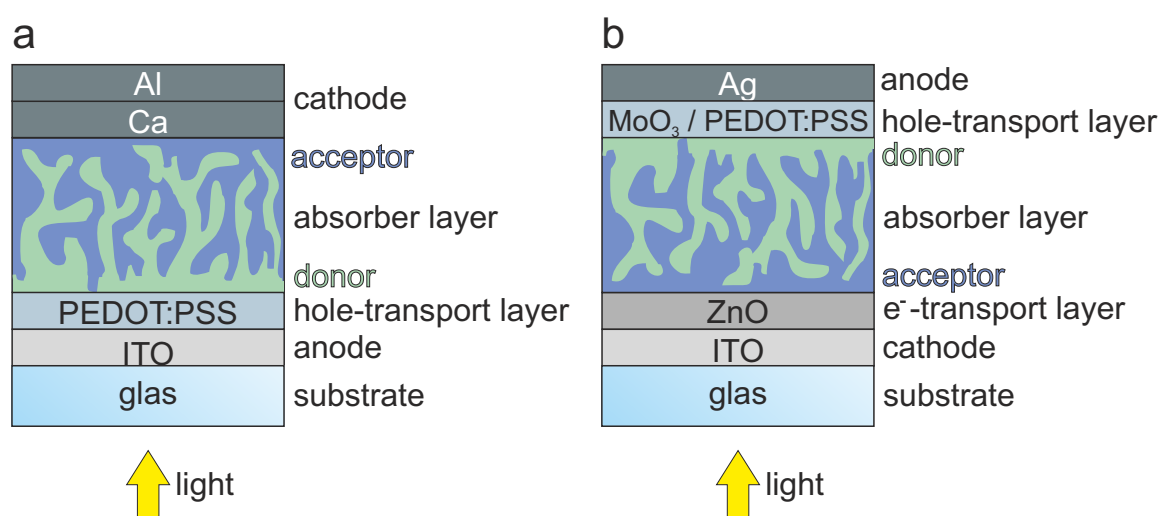 a
Al
cathode
Ca
acceptor
absorber layer
donor
PEDOT:PSS
hole-transport layer
ITO
anode
glas
substrate
light
b
Ag
anode
MoO₃ / PEDOT:PSS
hole-transport layer
donor
absorber layer
acceptor
ZnO
e⁻-transport layer
ITO
cathode
glas
substrate
light